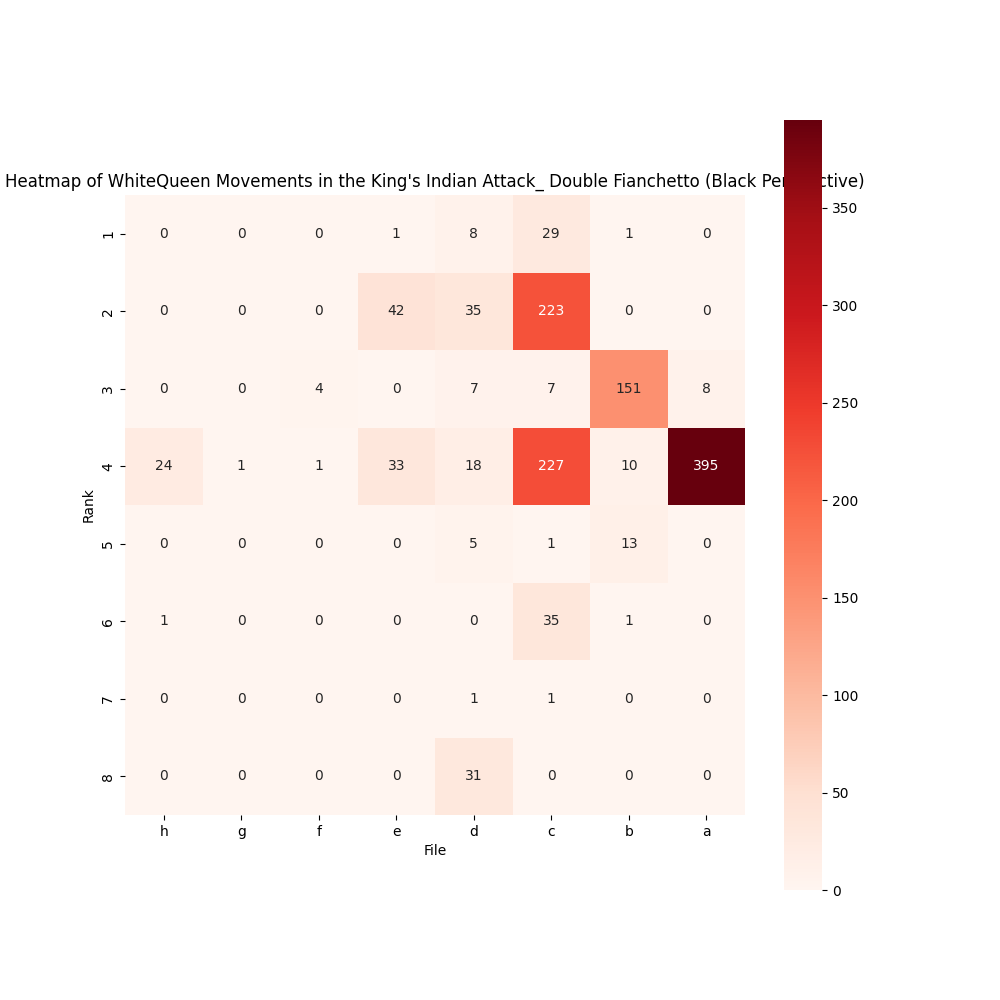 Heatmap of WhiteQueen Movements in the King's Indian Attack_ Double Fianchetto (Black Pe ctive)
1 0 0 0 1 8 29 1 0
2 0 0 0 42 35 223 0 0
3 0 0 4 0 7 7 151 8
4 24 1 1 33 18 227 10 395
5 0 0 0 0 5 1 13 0
6 1 0 0 0 0 35 1 0
7 0 0 0 0 1 1 0 0
8 0 0 0 0 31 0 0 0
h g f e d c b a
File
Rank
350
300
250
200
150
100
50
0